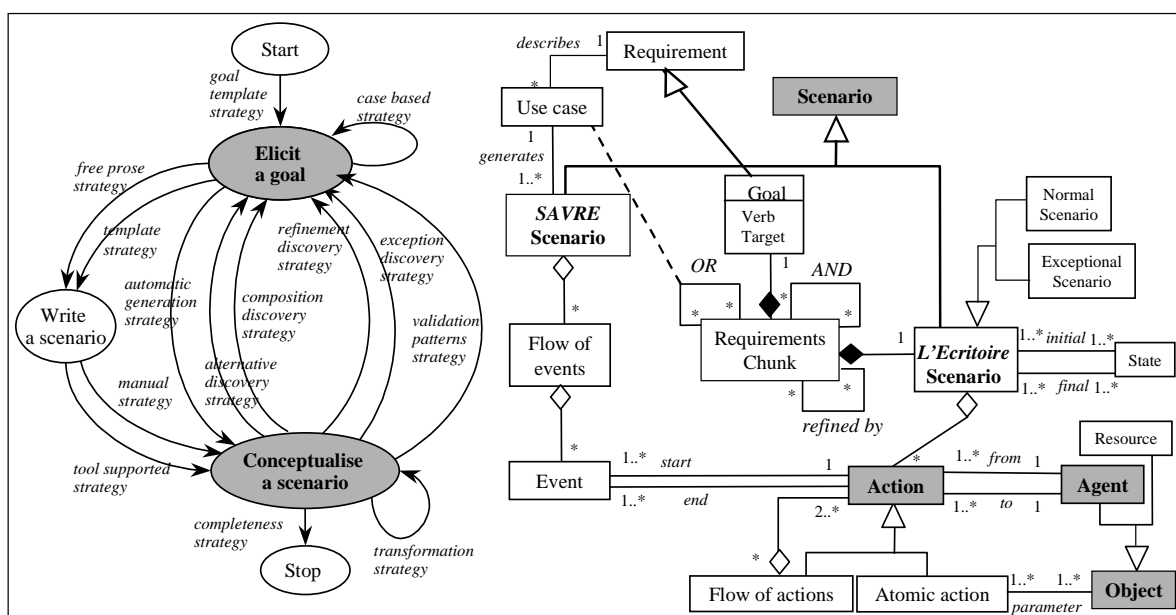 Start
goal
template
strategy
case based
strategy
Elicit
a goal
free prose
strategy
template
strategy
refinement
discovery
strategy
exception
discovery
strategy
automatic
generation
strategy
composition
discovery
strategy
validation
patterns
strategy
Write
a scenario
manual
strategy
alternative
discovery
strategy
tool supported
strategy
Conceptualise
a scenario
completeness
strategy
transformation
strategy
Stop
describes
1
Requirement
*
Use case
1
generates
1..*
Scenario
SAVRE
Scenario
Goal
Verb
Target
Normal
Scenario
Exceptional
Scenario
OR
1
AND
*
*
*
*
*
*
Flow of
events
Requirements
Chunk
1
L'Ecritoire
Scenario
1..*
initial
1..*
State
1..*
final
1..*
*
*
refined by
*
Resource
Event
1..*
start
1
*
1..*
from
1
1..*
end
Action
Agent
2..*
1..*
to
1
*
Flow of actions
Atomic action
1..*
1..*
parameter
Object